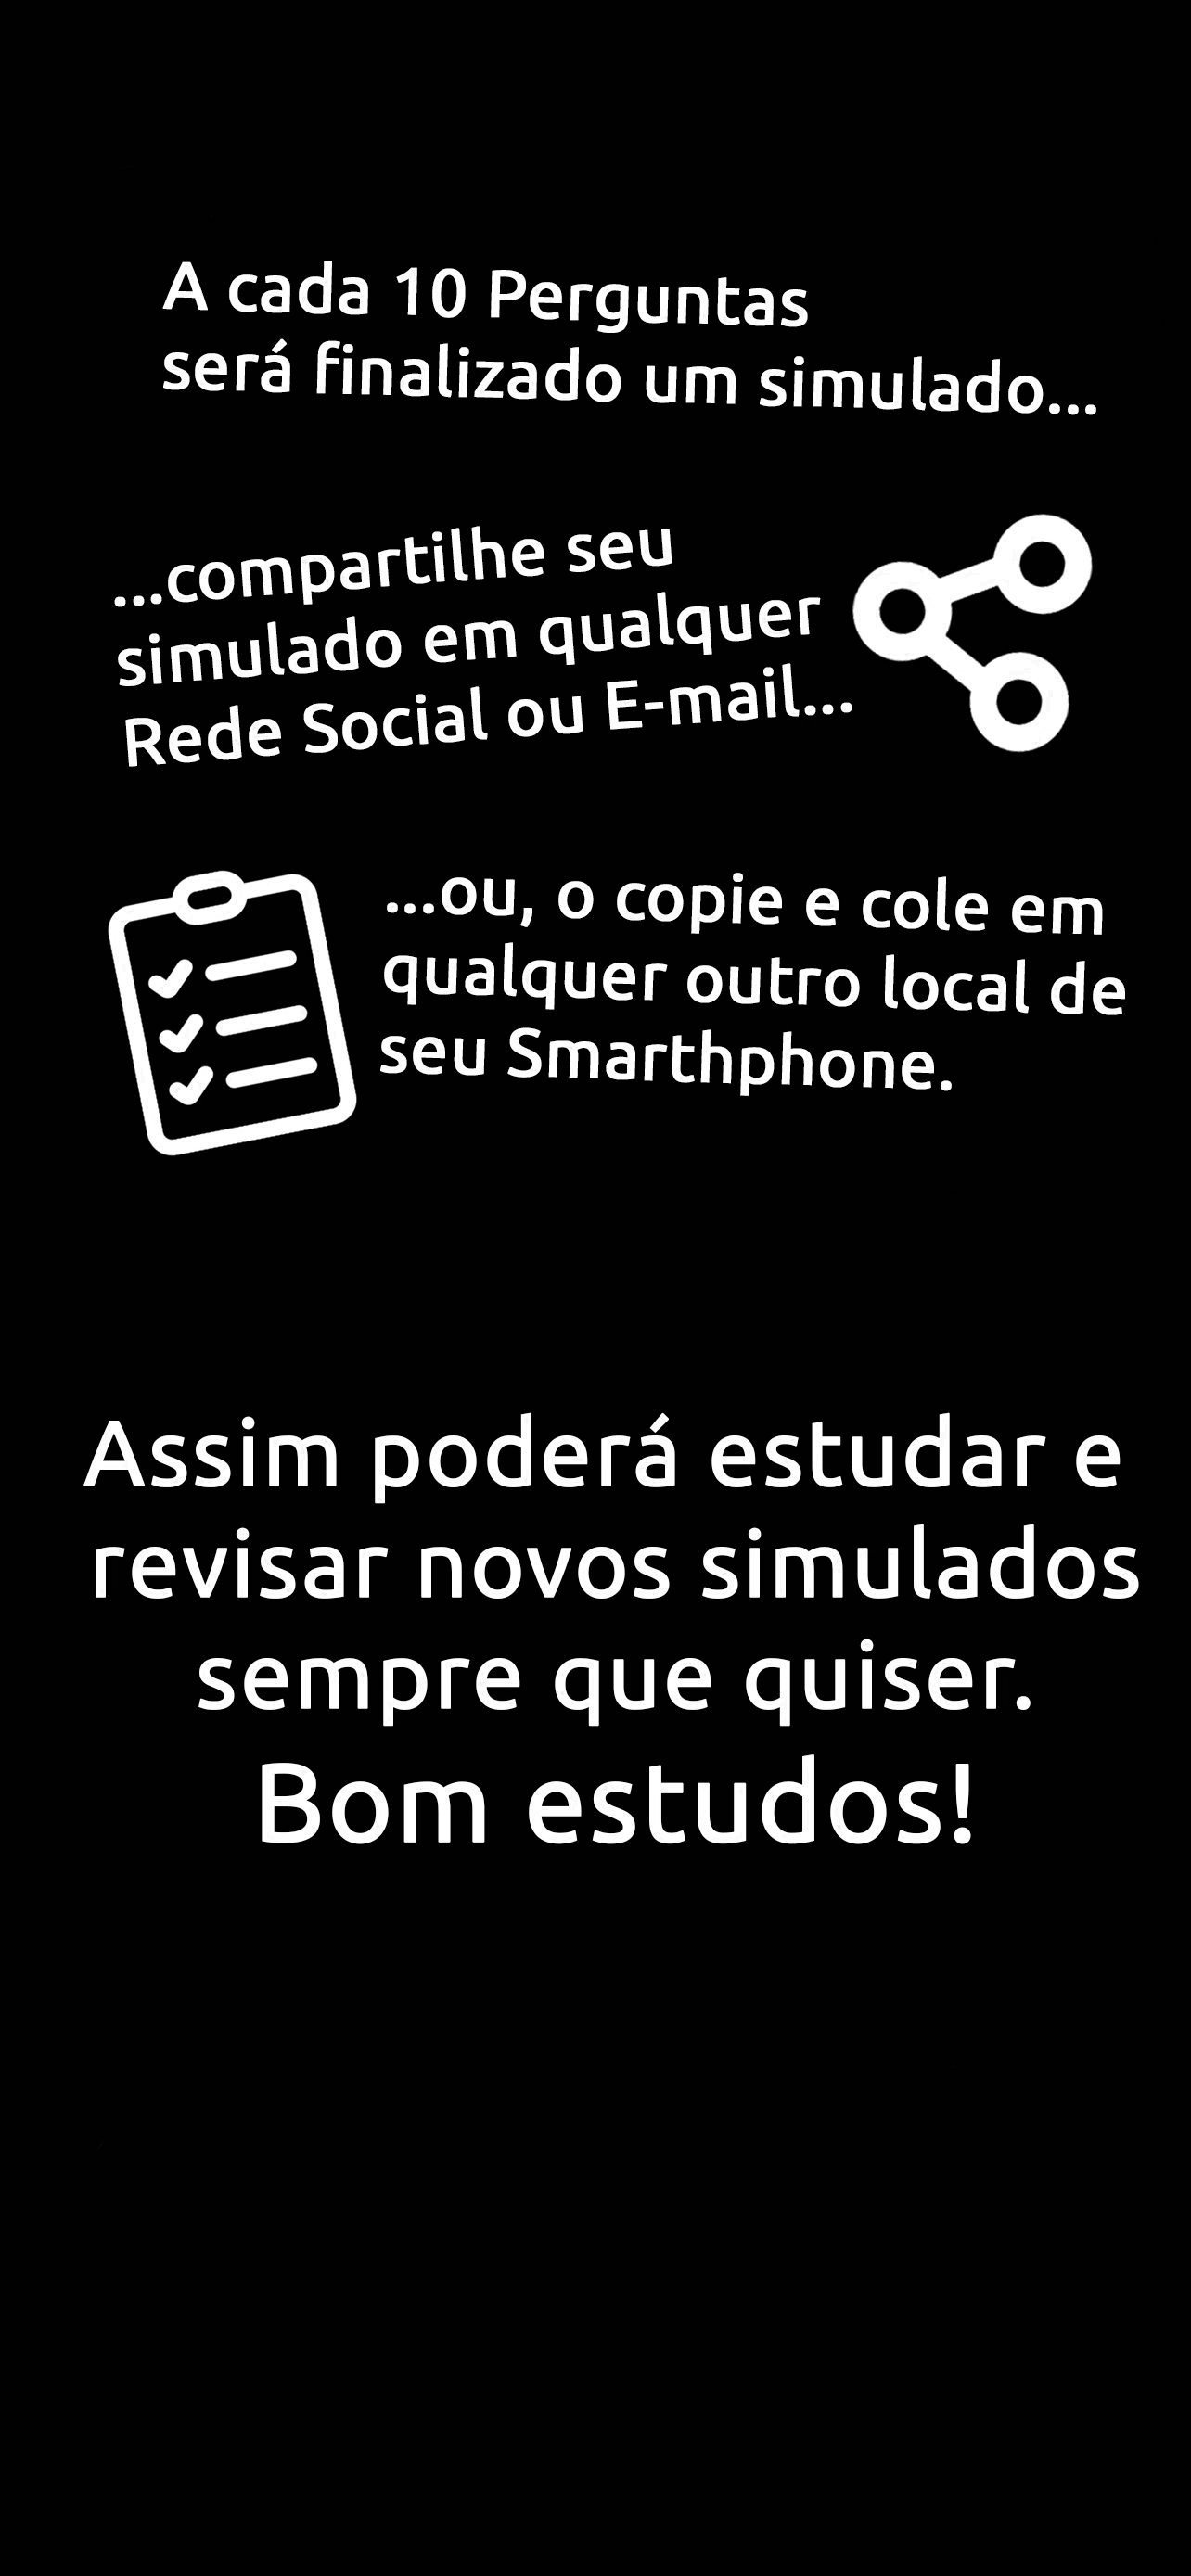 A cada 10 Perguntas
será finalizado um simulado...
...compartilhe seu
simulado em qualquer
Rede Social ou E-mail...
...ou, o copie e cole em
qualquer outro local de
seu Smarthphone.
Assim poderá estudar e
revisar novos simulados
sempre que quiser.
Bom estudos!